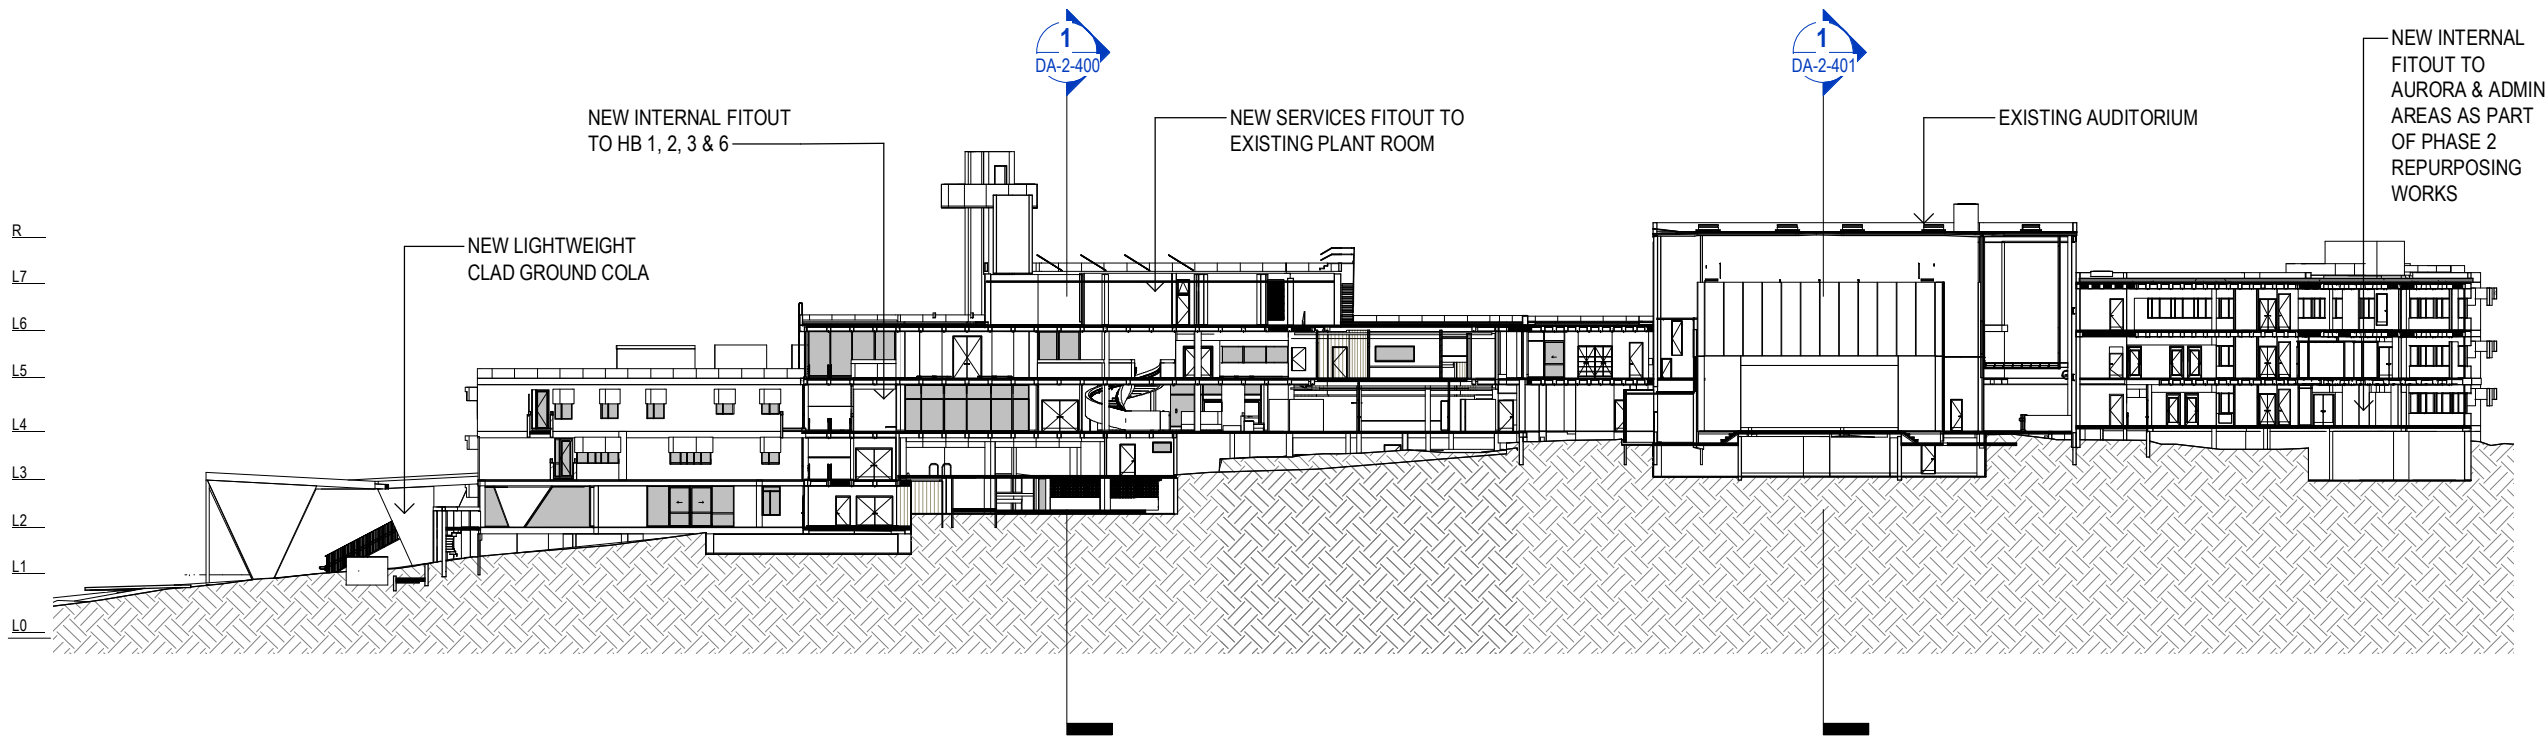 1
DA-2-400
1
DA-2-401
NEW INTERNAL
FITOUT TO
AURORA & ADMIN
AREAS AS PART
OF PHASE 2
REPURPOSING
WORKS
NEW INTERNAL FITOUT
TO HB 1, 2, 3 & 6
NEW SERVICES FITOUT TO
EXISTING PLANT ROOM
EXISTING AUDITORIUM
NEW LIGHTWEIGHT
CLAD GROUND COLA
R
L7
L6
L5
L4
L3
L2
L1
L0